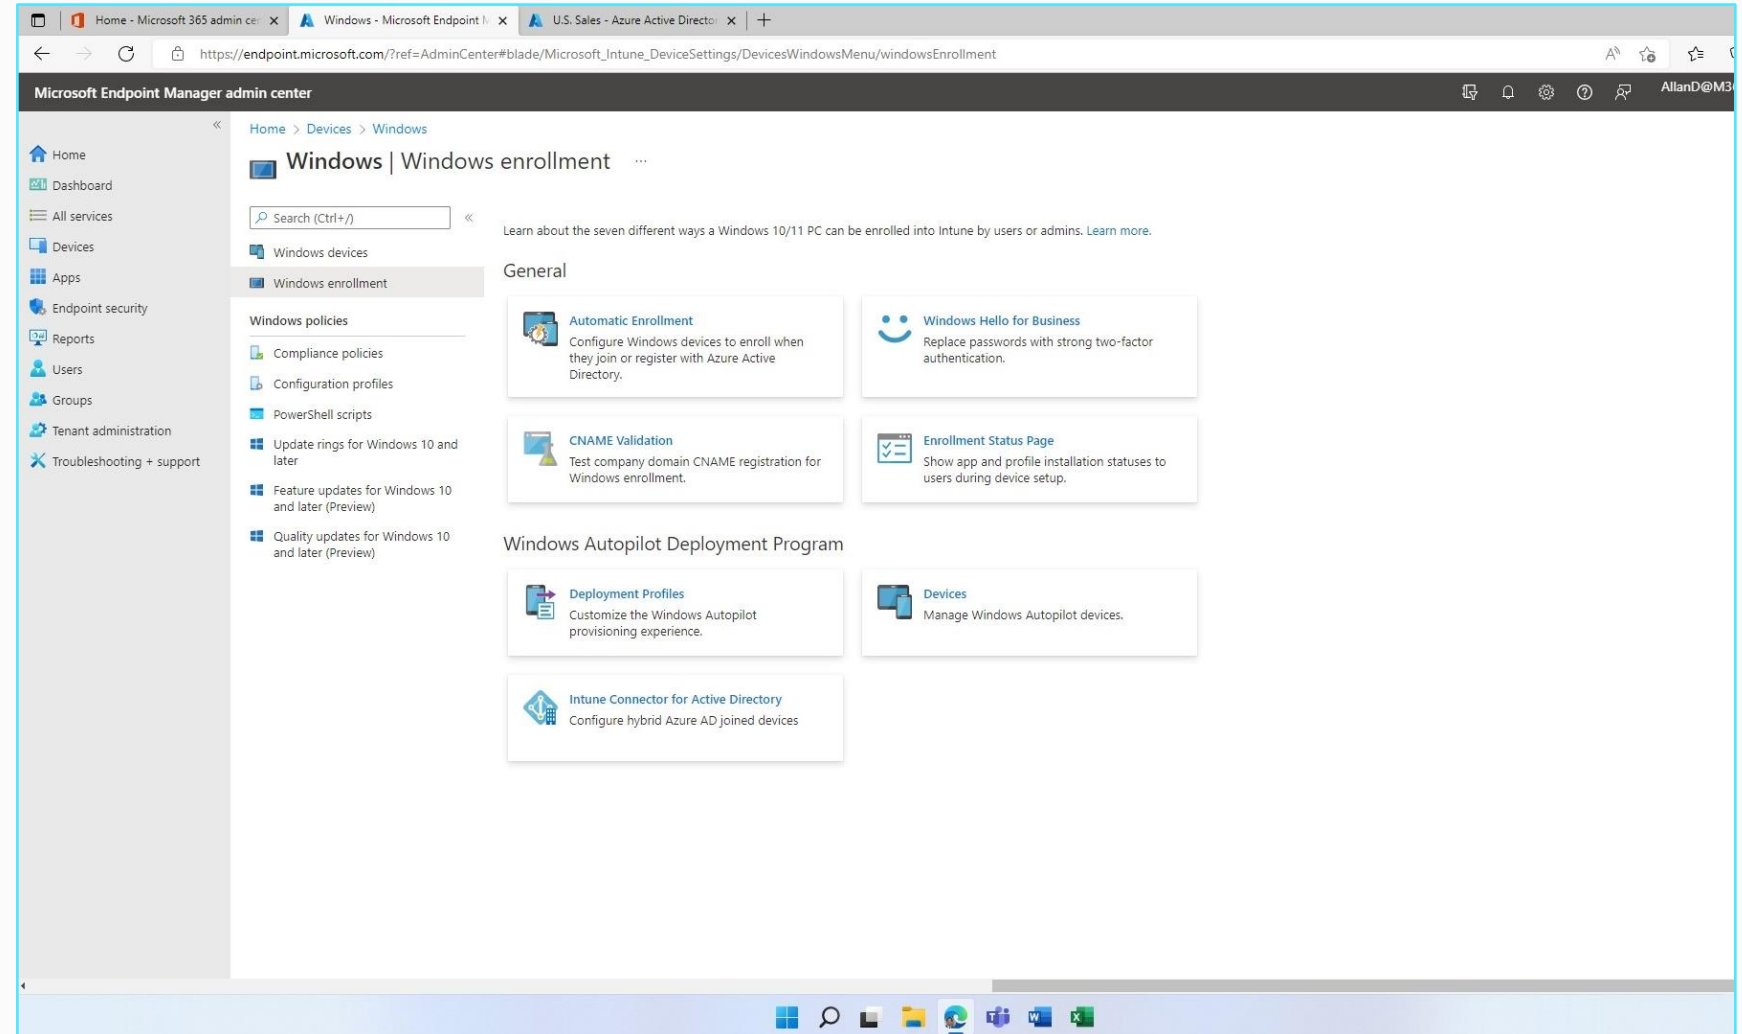 Home - Microsoft 365 admin cer
Windows - Microsoft Endpoint M
U.S. Sales - Azure Active Director
https://endpoint.microsoft.com/?ref=AdminCenter#blade/Microsoft_Intune_DeviceSettings/DevicesWindowsMenu/windowsEnrollment
Microsoft Endpoint Manager admin center
AllanD@M36
Home
Dashboard
All services
Devices
Apps
Endpoint security
Reports
Users
Groups
Tenant administration
Troubleshooting + support
Home > Devices > Windows
Windows | Windows enrollment ...
Search (Ctrl+/)
Windows devices
Windows enrollment
Windows policies
Compliance policies
Configuration profiles
PowerShell scripts
Update rings for Windows 10 and
later
Feature updates for Windows 10
and later (Preview)
Quality updates for Windows 10
and later (Preview)
Learn about the seven different ways a Windows 10/11 PC can be enrolled into Intune by users or admins. Learn more.
General
Automatic Enrollment
Configure Windows devices to enroll when
they join or register with Azure Active
Directory.
Windows Hello for Business
Replace passwords with strong two-factor
authentication.
CNAME Validation
Test company domain CNAME registration for
Windows enrollment.
Enrollment Status Page
Show app and profile installation statuses to
users during device setup.
Windows Autopilot Deployment Program
Deployment Profiles
Customize the Windows Autopilot
provisioning experience.
Devices
Manage Windows Autopilot devices.
Intune Connector for Active Directory
Configure hybrid Azure AD joined devices